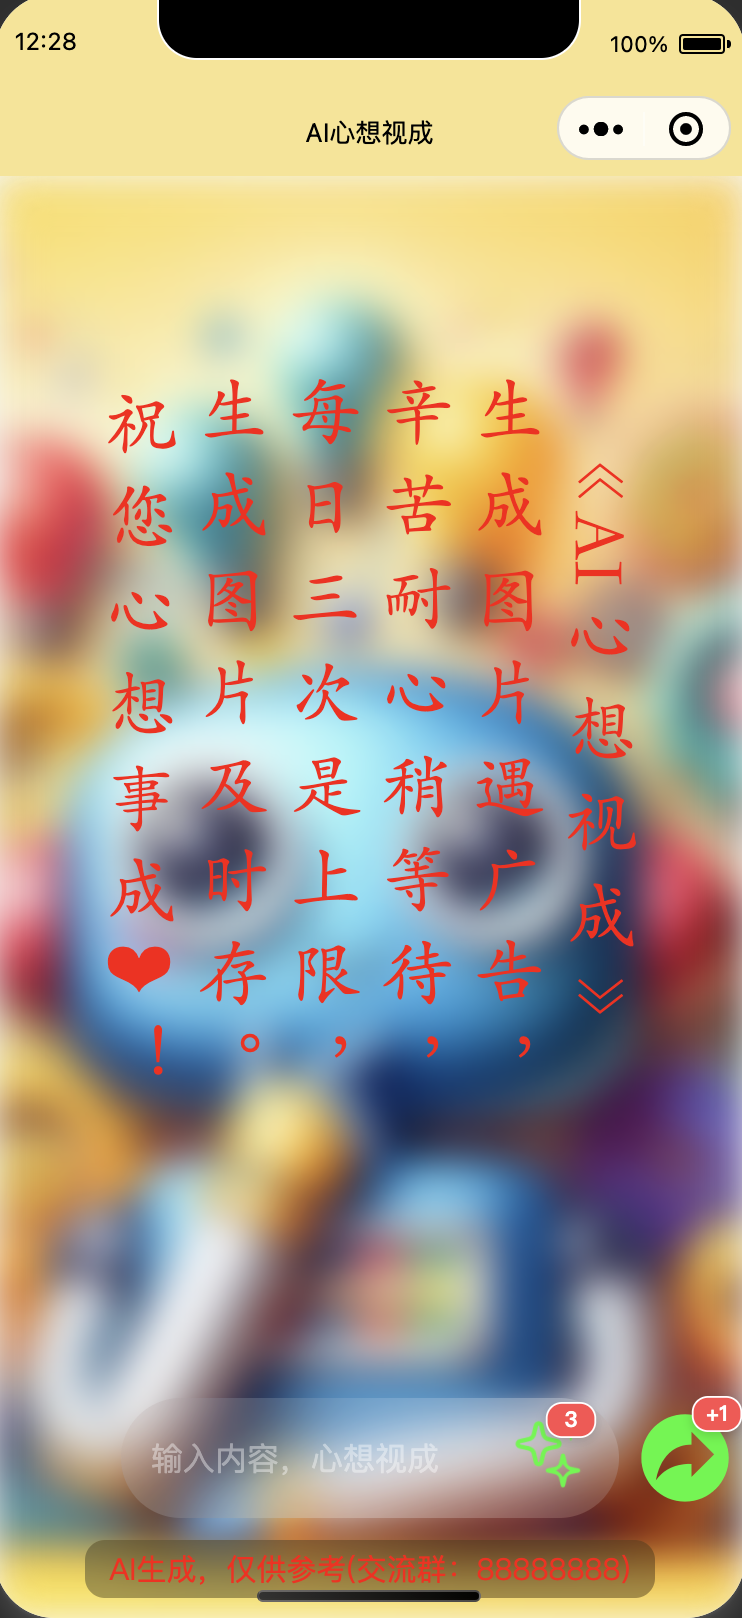 12:28
100%
AI心想视成
《AI心想视成》
生成图片遇广告，
辛苦耐心稍等待，
每日三次是上限，
生成图片及时存。
祝您心想事成❤！
输入内容，心想视成
3
+1
AI生成，仅供参考(交流群：88888888)